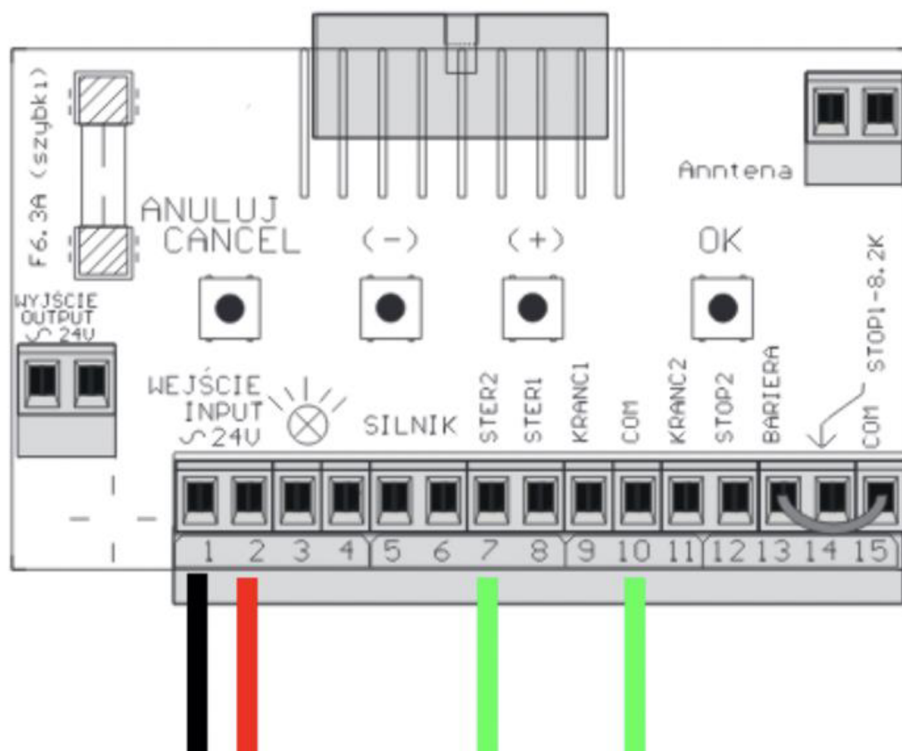 F6.3A (szybki)
Anntena
ANULUJ
CANCEL
(-)
(+)
OK
WYJŚCIE
OUTPUT
~ 24V
WEJŚCIE
INPUT
~ 24V
SILNIK
STER2
STER1
KRANC1
COM
KRANC2
STOP2
BARIERA
STOP1-8.2K
COM
1 2 3 4 5 6 7 8 9 10 11 12 13 14 15